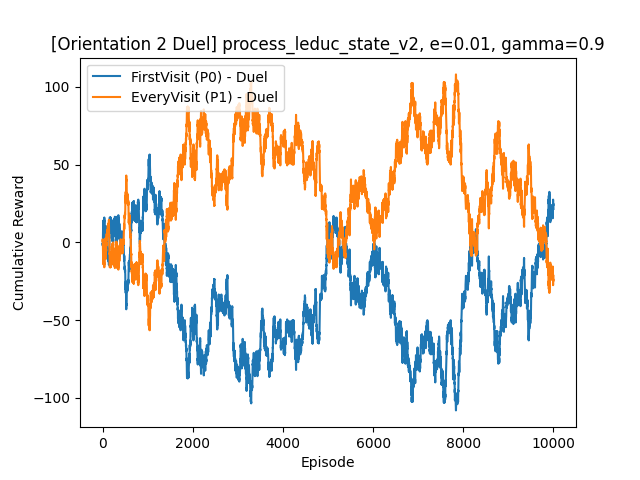 [Orientation 2 Duel] process_leduc_state_v2, e=0.01, gamma=0.9
FirstVisit (P0) - Duel
EveryVisit (P1) - Duel
100
50
0
−50
−100
Cumulative Reward
0 2000 4000 6000 8000 10000
Episode